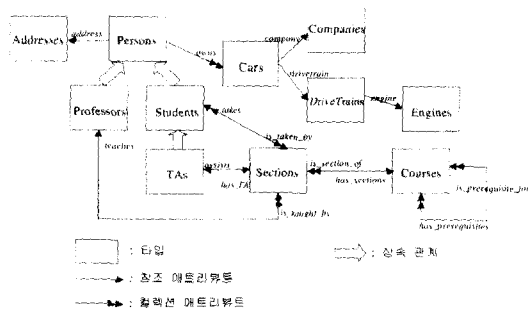 Addresses
address
Persons
owns
Cars
company
Companies
drivetrain
DriveTrains
engine
Engines
Professors
Students
takes
is_taken_by
teaches
TAs
assists
has_TA
Sections
is_section_of
has_sections
Courses
is_prerequisite_for
has_prerequisites
is_taught_by
: 타입
: 상속 관계
: 참조 애트리뷰트
: 컬렉션 애트리뷰트